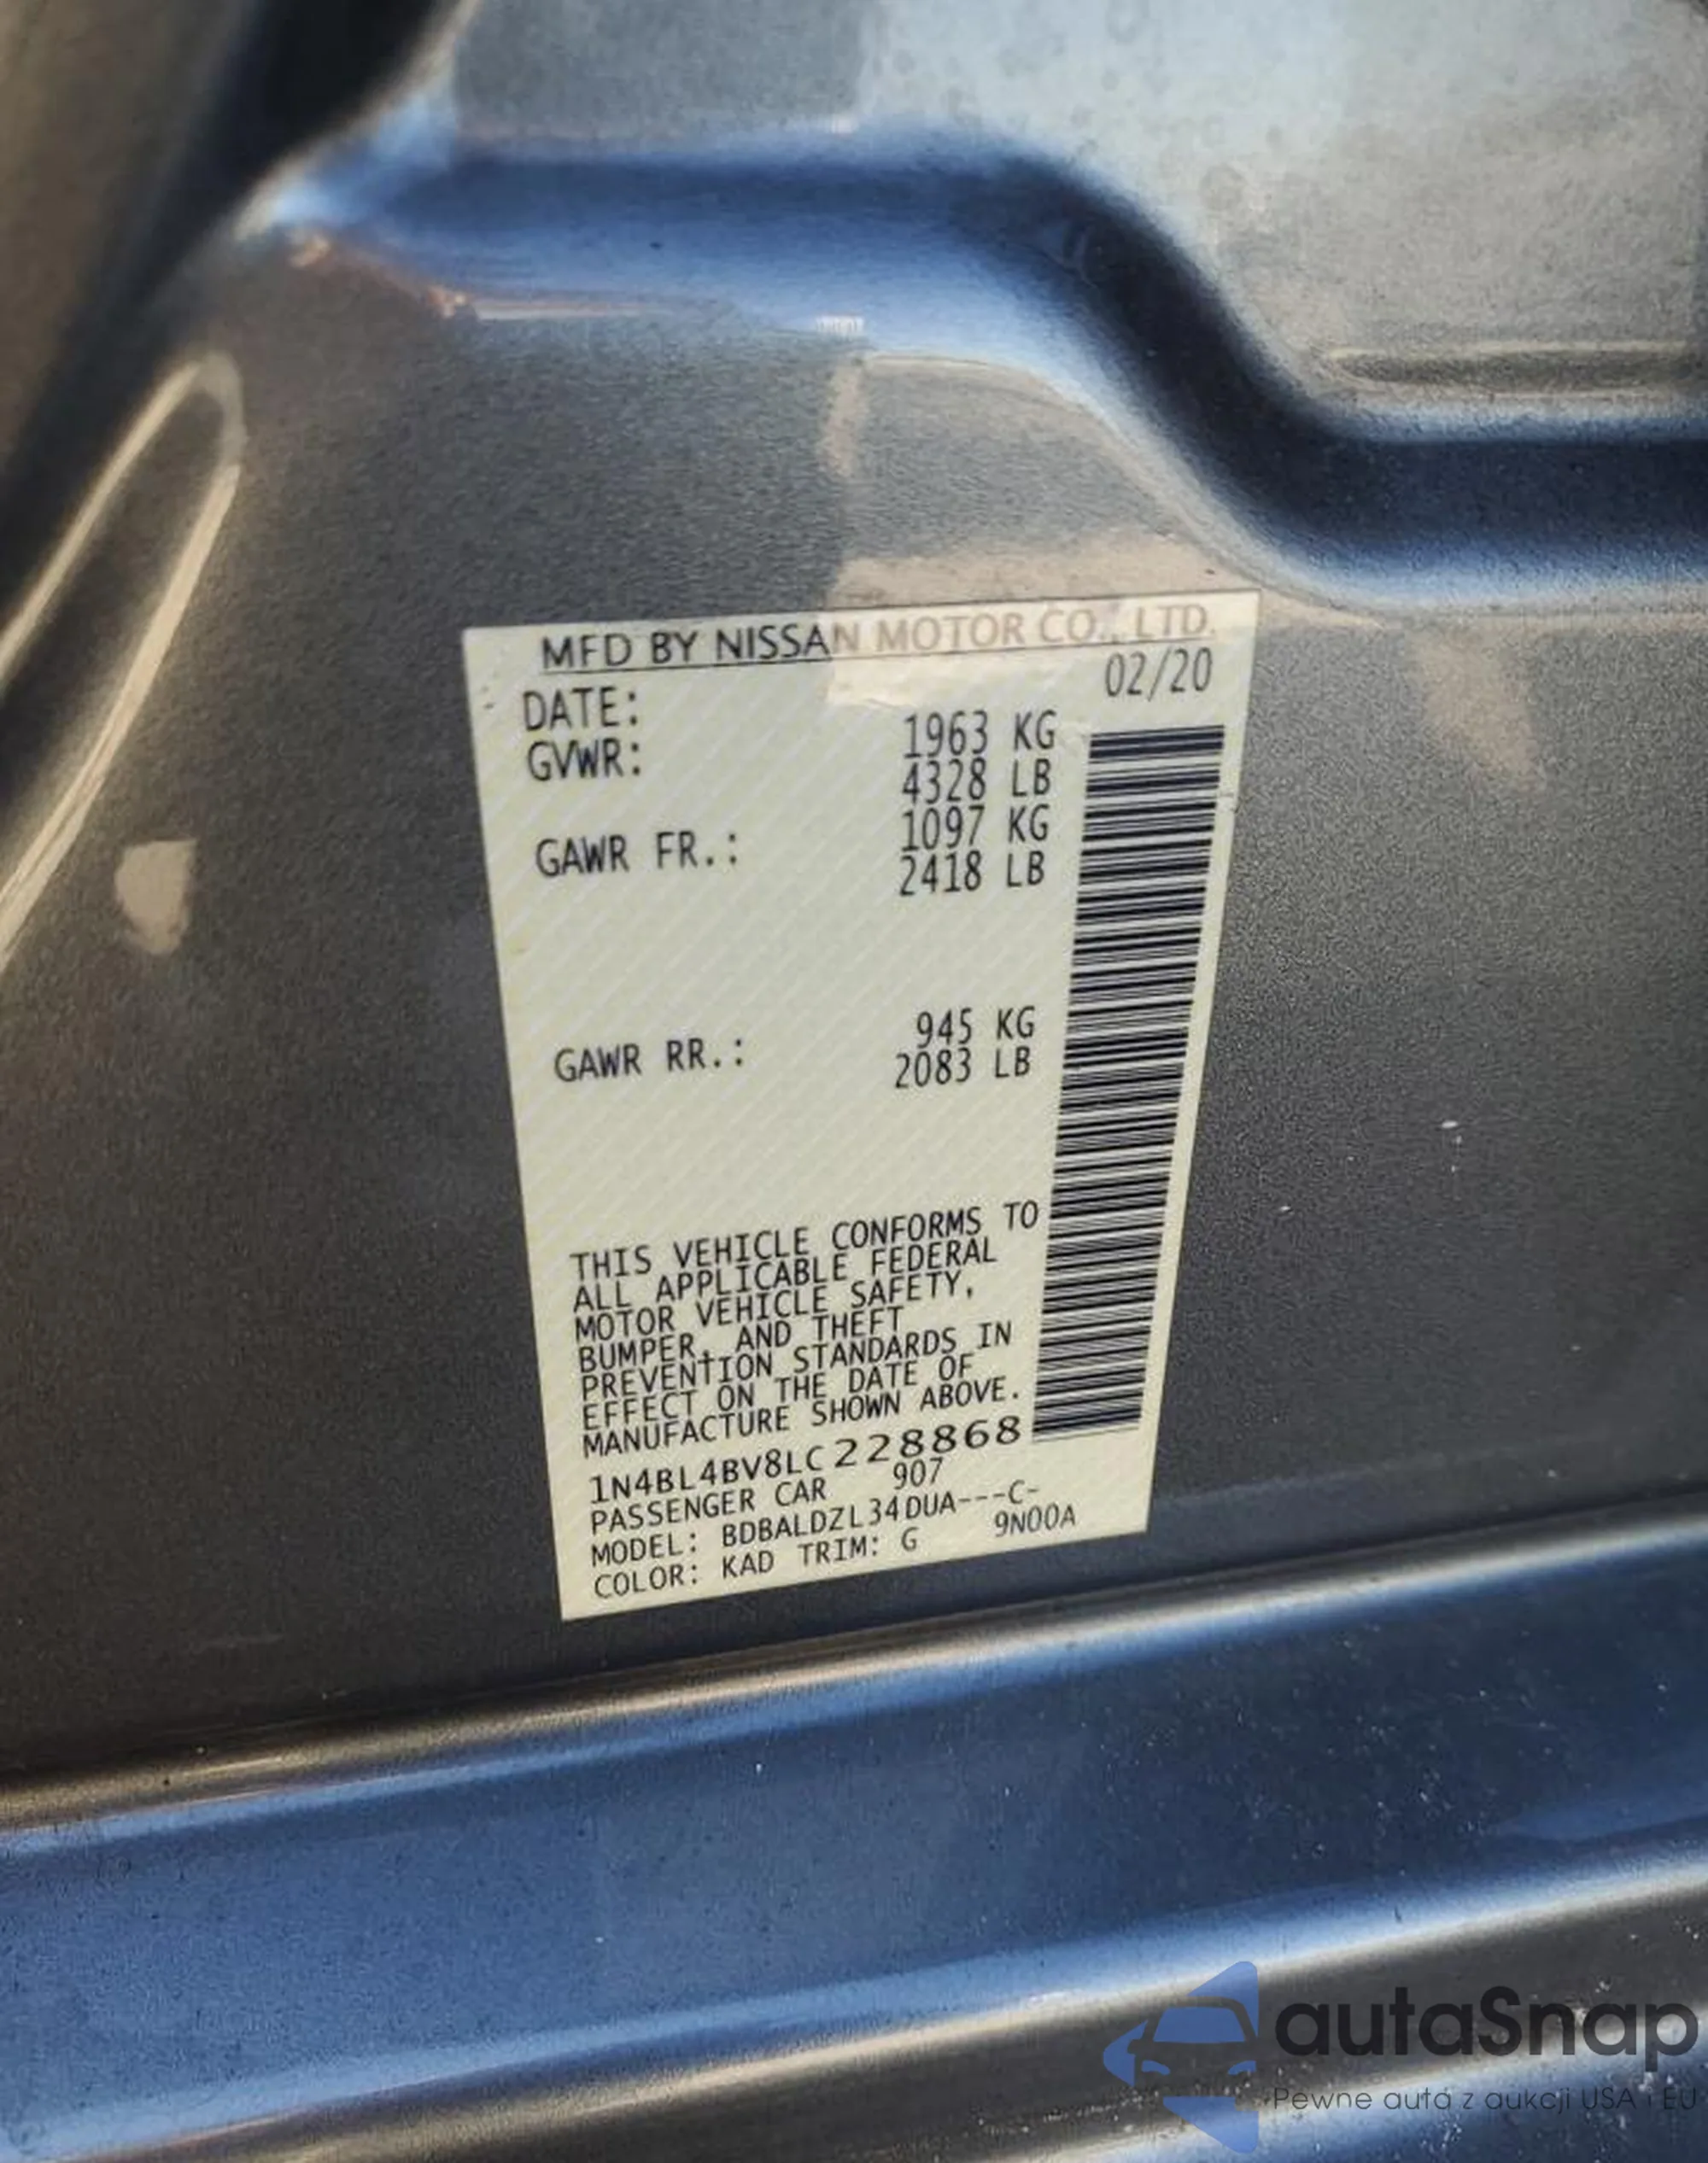 MFD BY NISSAN MOTOR CO., LTD.
DATE: 02/20
GVWR: 1963 KG
4328 LB
GAWR FR.: 1097 KG
2418 LB
GAWR RR.: 945 KG
2083 LB
THIS VEHICLE CONFORMS TO
ALL APPLICABLE FEDERAL
MOTOR VEHICLE SAFETY,
BUMPER, AND THEFT
PREVENTION STANDARDS IN
EFFECT ON THE DATE OF
MANUFACTURE SHOWN ABOVE.
1N4BL4BV8LC228868
PASSENGER CAR 907
MODEL: BDBALDZL34DUA---C-
COLOR: KAD TRIM: G 9N00A
autaSnap
Pewne auta z aukcji USA i EU